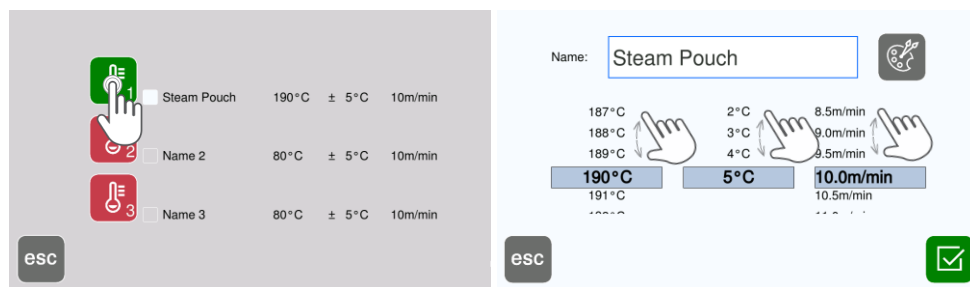 1
Steam Pouch 190°C ± 5°C 10m/min
2
Name 2 80°C ± 5°C 10m/min
3
Name 3 80°C ± 5°C 10m/min
esc
Name: Steam Pouch
187°C 2°C 8.5m/min
188°C 3°C 9.0m/min
189°C 4°C 9.5m/min
190°C 5°C 10.0m/min
191°C 10.5m/min
esc